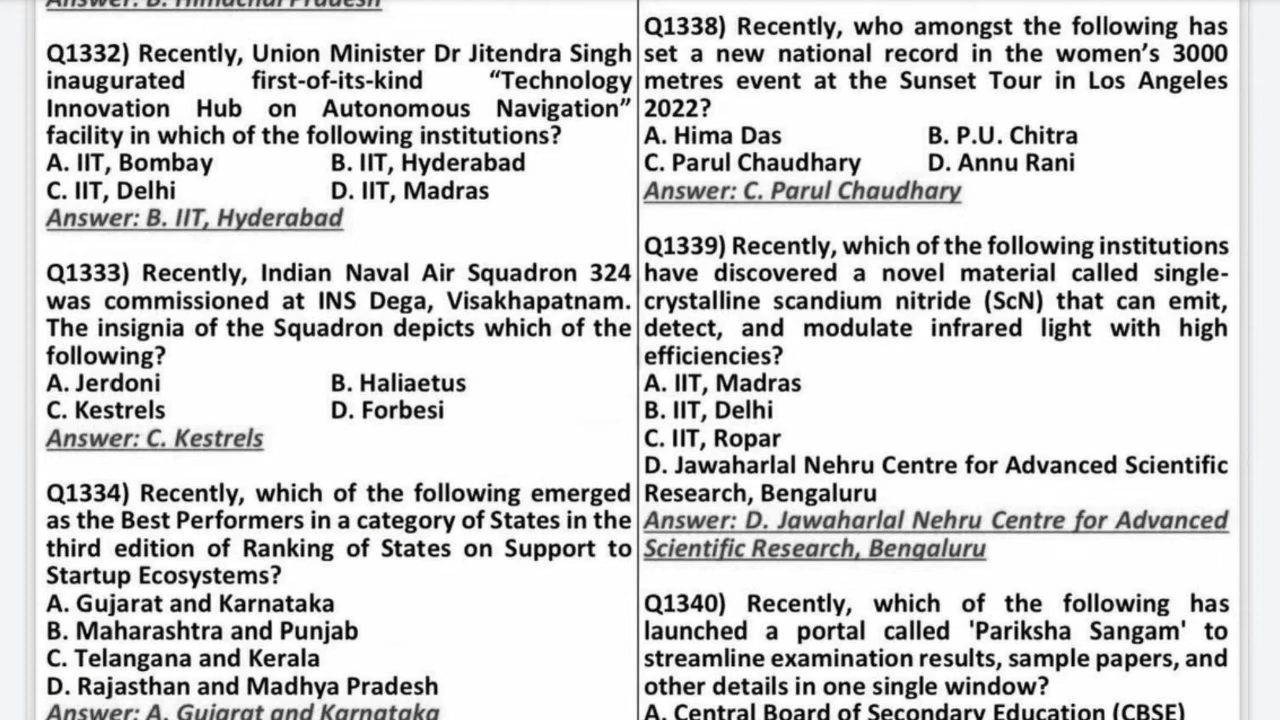 Answer: B. Himachal Pradesh
Q1332) Recently, Union Minister Dr Jitendra Singh
inaugurated first-of-its-kind “Technology
Innovation Hub on Autonomous Navigation”
facility in which of the following institutions?
A. IIT, Bombay B. IIT, Hyderabad
C. IIT, Delhi D. IIT, Madras
Answer: B. IIT, Hyderabad
Q1333) Recently, Indian Naval Air Squadron 324
was commissioned at INS Dega, Visakhapatnam.
The insignia of the Squadron depicts which of the
following?
A. Jerdoni B. Haliaetus
C. Kestrels D. Forbesi
Answer: C. Kestrels
Q1334) Recently, which of the following emerged
as the Best Performers in a category of States in the
third edition of Ranking of States on Support to
Startup Ecosystems?
A. Gujarat and Karnataka
B. Maharashtra and Punjab
C. Telangana and Kerala
D. Rajasthan and Madhya Pradesh
Answer: A. Gujarat and Karnataka
Q1338) Recently, who amongst the following has
set a new national record in the women’s 3000
metres event at the Sunset Tour in Los Angeles
2022?
A. Hima Das B. P.U. Chitra
C. Parul Chaudhary D. Annu Rani
Answer: C. Parul Chaudhary
Q1339) Recently, which of the following institutions
have discovered a novel material called single-
crystalline scandium nitride (ScN) that can emit,
detect, and modulate infrared light with high
efficiencies?
A. IIT, Madras
B. IIT, Delhi
C. IIT, Ropar
D. Jawaharlal Nehru Centre for Advanced Scientific
Research, Bengaluru
Answer: D. Jawaharlal Nehru Centre for Advanced
Scientific Research, Bengaluru
Q1340) Recently, which of the following has
launched a portal called 'Pariksha Sangam' to
streamline examination results, sample papers, and
other details in one single window?
A. Central Board of Secondary Education (CBSE)